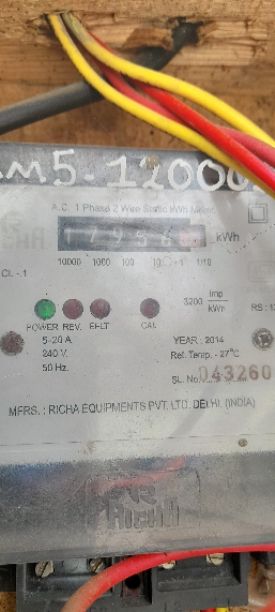 A.C. 1 Phase 2 Wire Static kWh Meter
kWh
10000 1000 100 10 1 1/10
CL - 1
3200 Imp/kWh
POWER REV. E/LT CAL
5-20 A
240 V.
50 Hz.
YEAR : 2014
Ref. Temp. - 27°C
SL. No. 043260
MFRS. : RICHA EQUIPMENTS PVT. LTD. DELHI. (INDIA)
RICHA